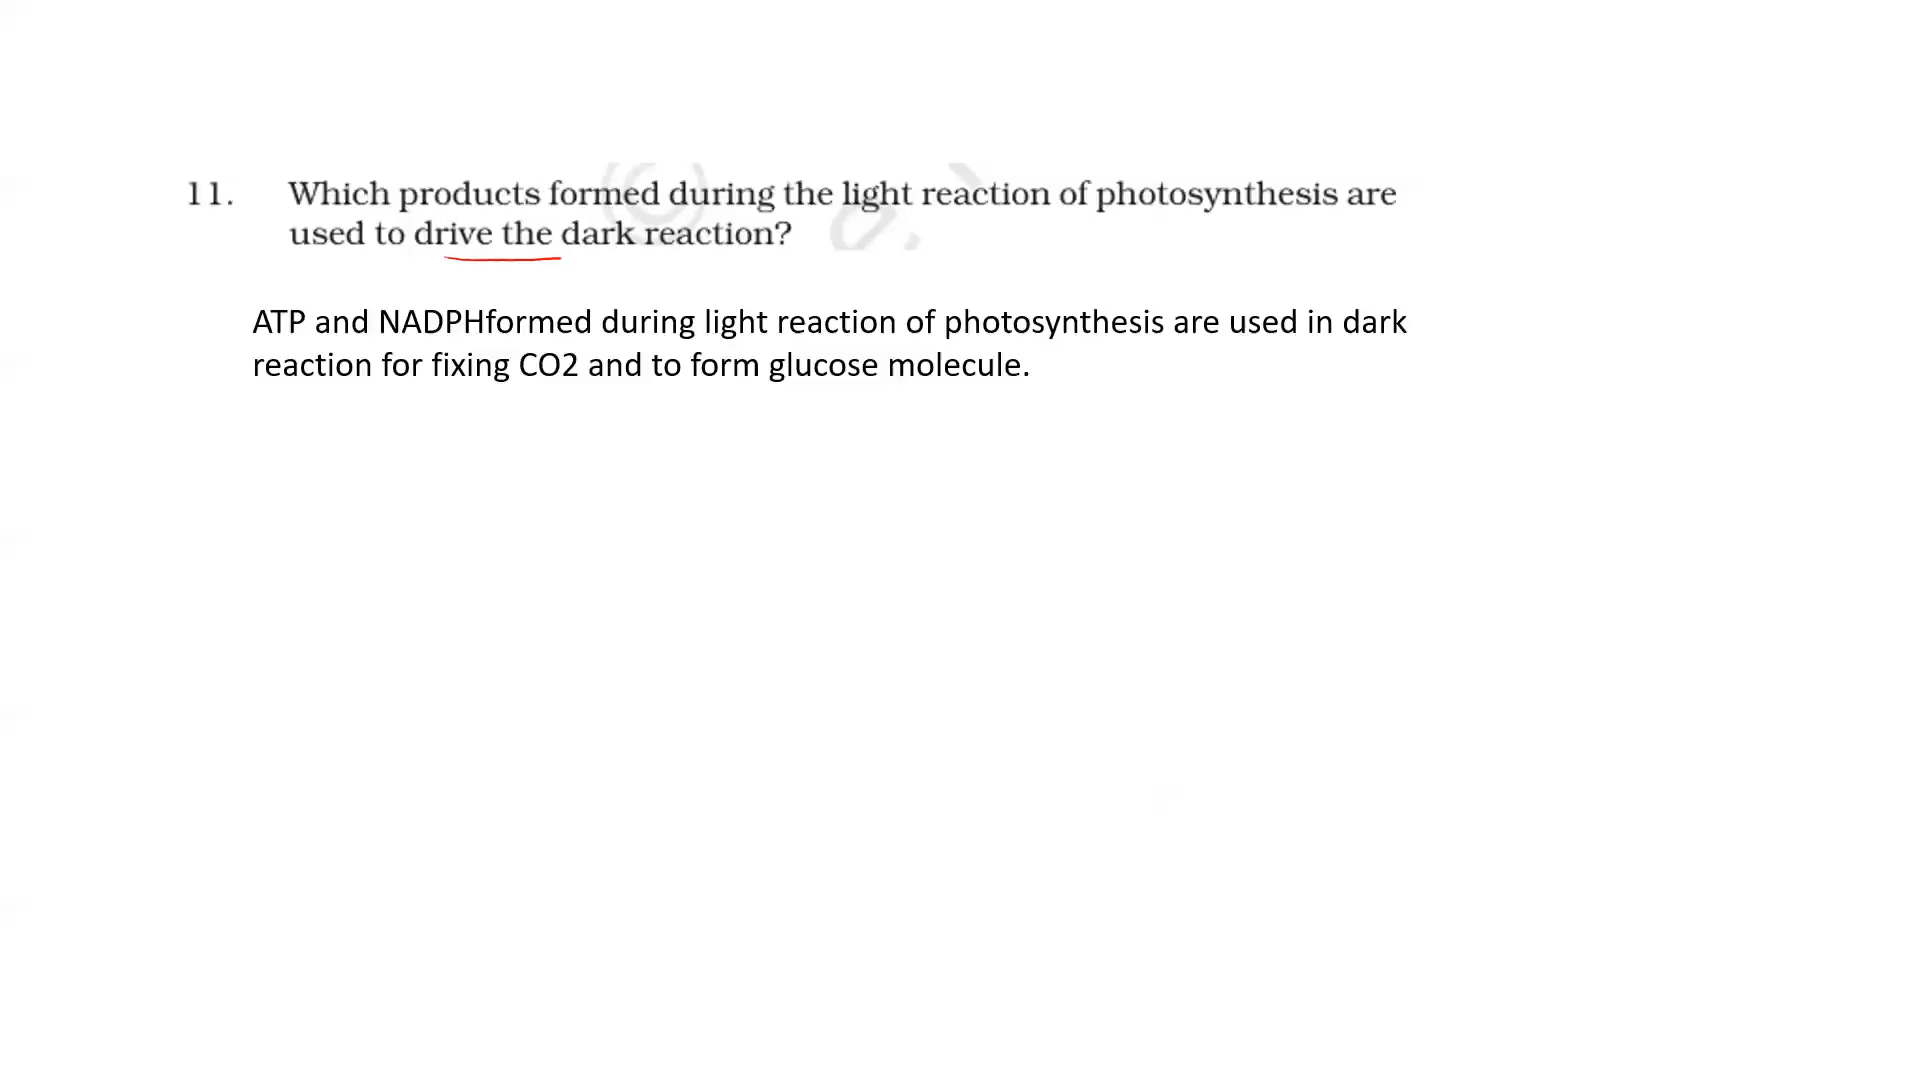 11. Which products formed during the light reaction of photosynthesis are
used to drive the dark reaction?
ATP and NADPHformed during light reaction of photosynthesis are used in dark
reaction for fixing CO2 and to form glucose molecule.